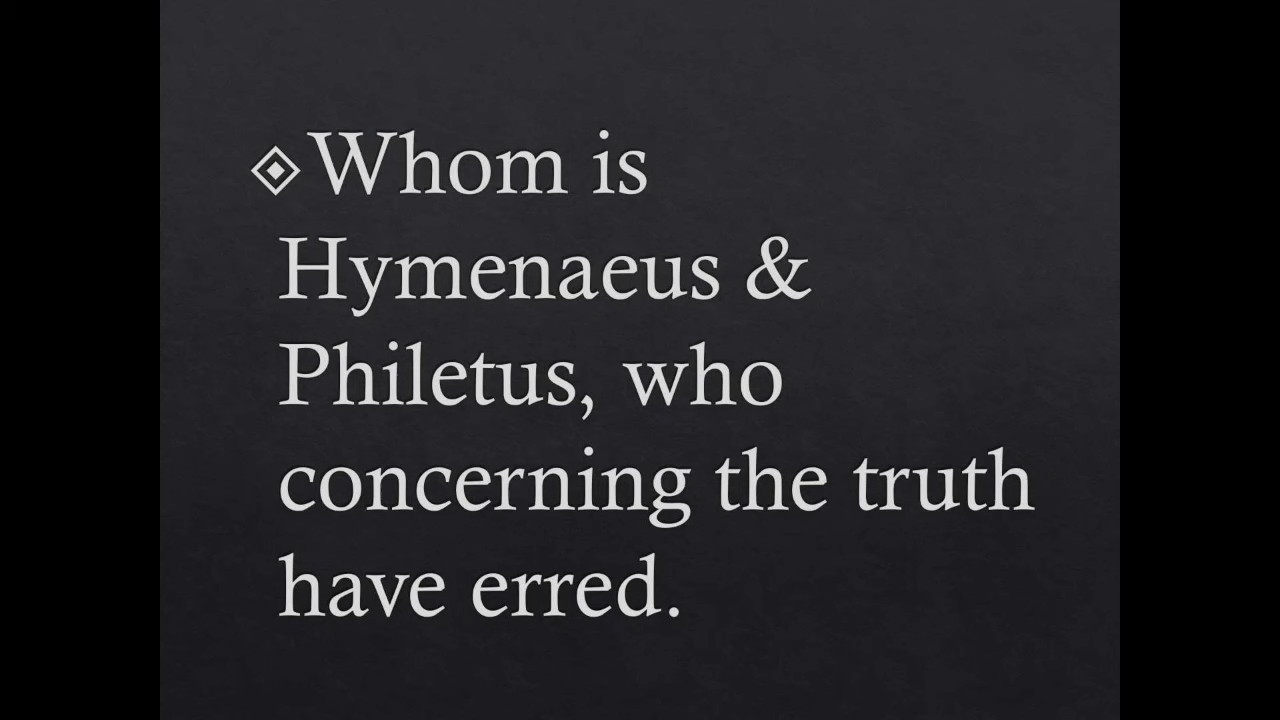 Whom is
Hymenaeus &
Philetus, who
concerning the truth
have erred.